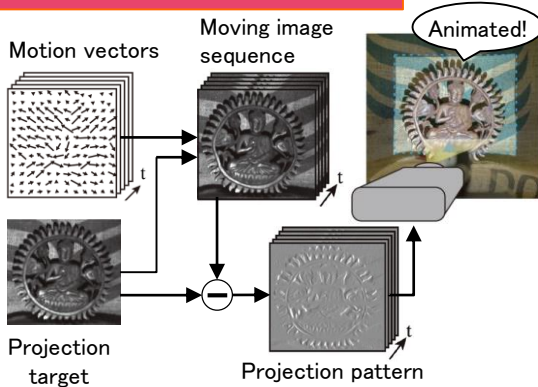 Motion vectors
Moving image
sequence
Animated!
t
t
Projection
target
t
Projection pattern